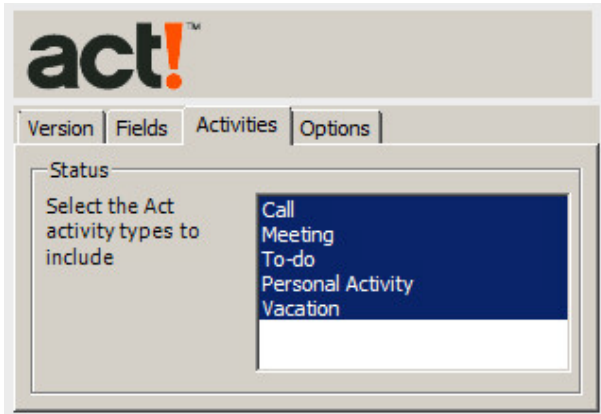 act!™
Version Fields Activities Options
Status
Select the Act
activity types to
include
Call
Meeting
To-do
Personal Activity
Vacation